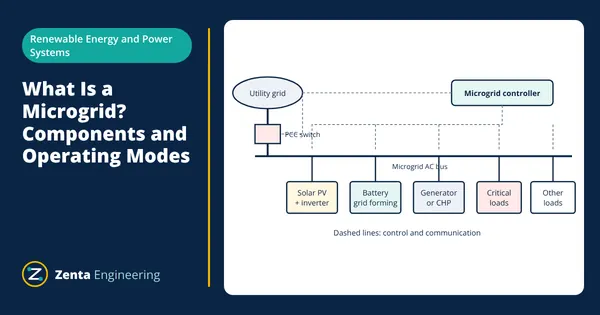 Renewable Energy and Power
Systems
What Is a
Microgrid?
Components and
Operating Modes
Zenta Engineering
Utility grid
Microgrid controller
PCC switch
Microgrid AC bus
Solar PV
+ inverter
Battery
grid forming
Generator
or CHP
Critical
loads
Other
loads
Dashed lines: control and communication